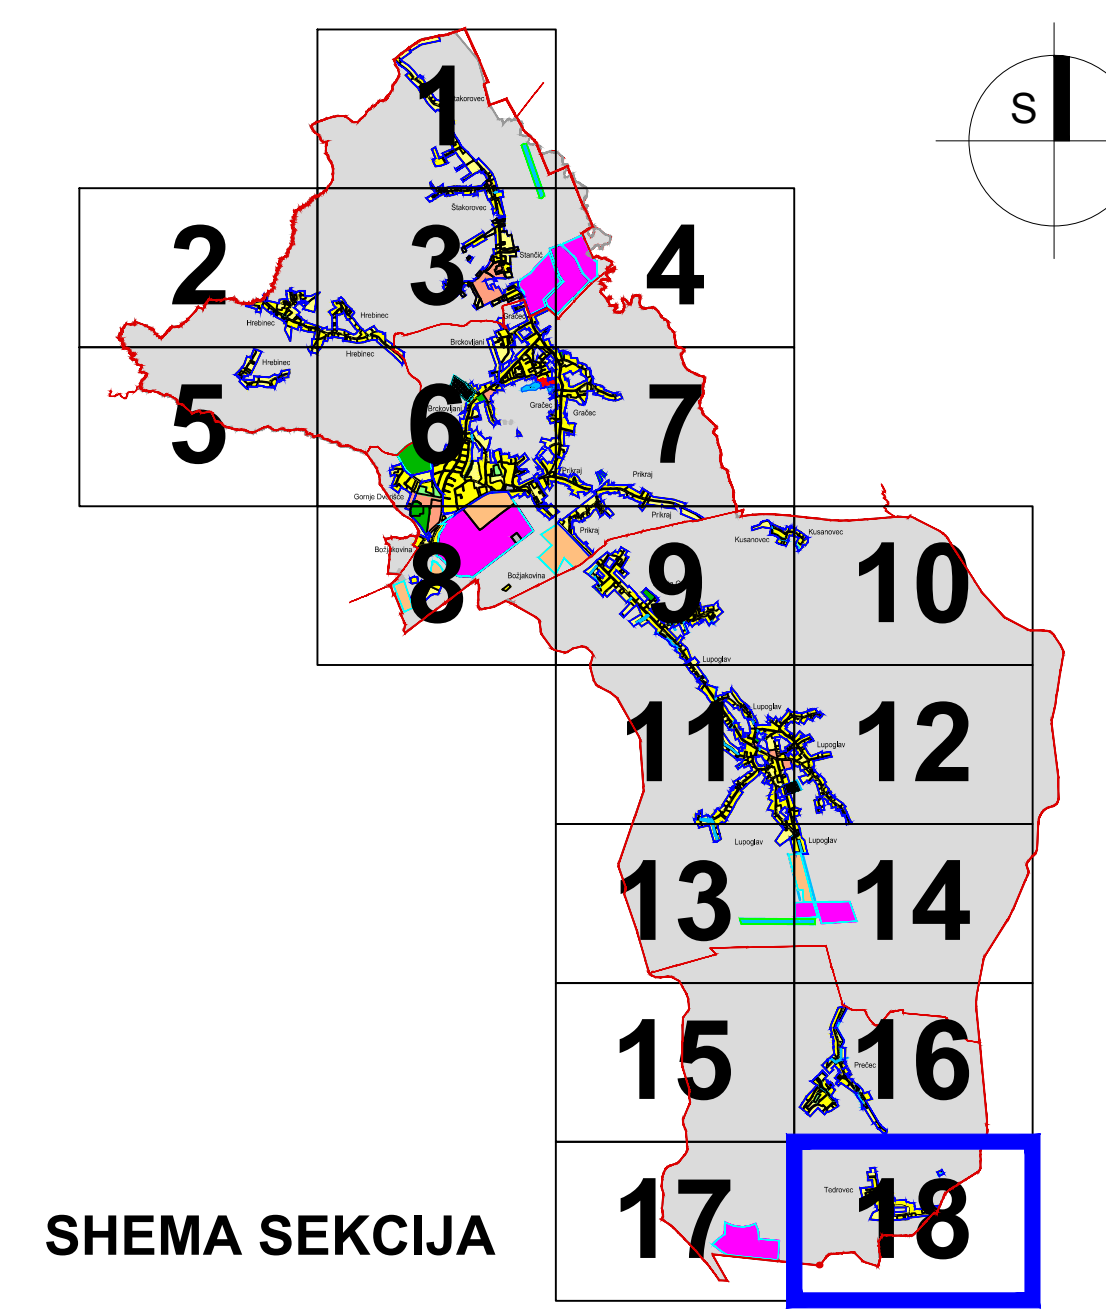 1
Štakorovec
S
2
3
4
Štakorovec
Stančić
Hrebinec
Hrebinec
Hrebinec
Gračec
Brckovljani
5
6
7
Hrebinec
Brckovljani
Gračec
Gračec
Prikraj
Prikraj
Gornje Dvorišće
Prikraj
Prikraj
Kusanovec
Kusanovec
8
9
10
Božjakovina
Božjakovina
Lupoglav
11
12
Lupoglav
Lupoglav
Lupoglav
Lupoglav
13
14
15
16
Prečec
17
18
Tedrovec
SHEMA SEKCIJA